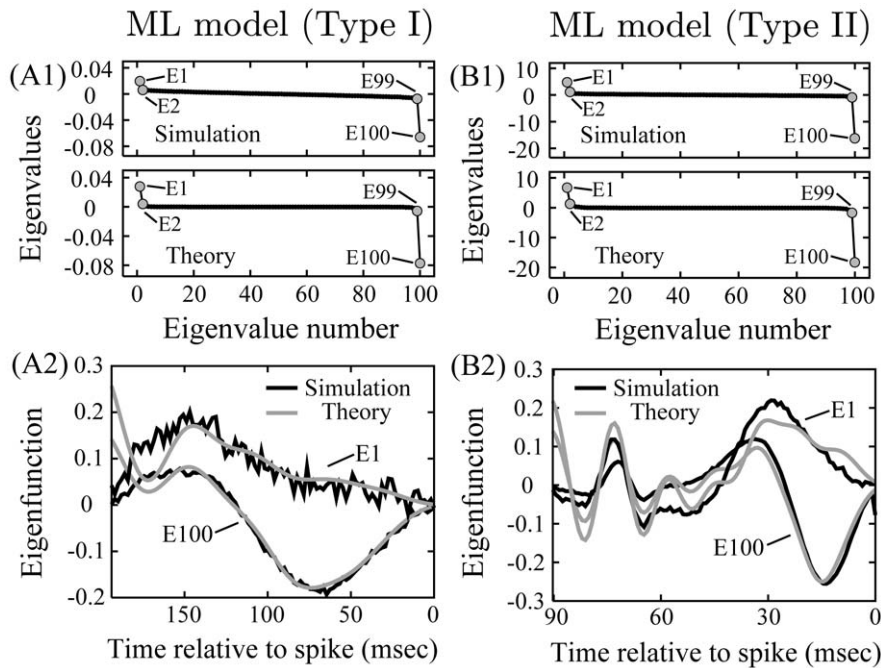 ML model (Type I)
ML model (Type II)
(A1)
0.04
0
-0.04
-0.08
E1
E2
E99
E100
Simulation
0.04
0
-0.04
-0.08
E1
E2
E99
E100
Theory
Eigenvalues
0 20 40 60 80 100
Eigenvalue number
(B1)
10
0
-10
-20
E1
E2
E99
E100
Simulation
10
0
-10
-20
E1
E2
E99
E100
Theory
Eigenvalues
0 20 40 60 80 100
Eigenvalue number
(A2)
0.3
0.2
0.1
0
-0.1
-0.2
Eigenfunction
Simulation
Theory
E1
E100
150 100 50 0
Time relative to spike (msec)
(B2)
0.3
0.2
0.1
0
-0.1
-0.2
-0.3
Eigenfunction
Simulation
Theory
E1
E100
90 60 30 0
Time relative to spike (msec)